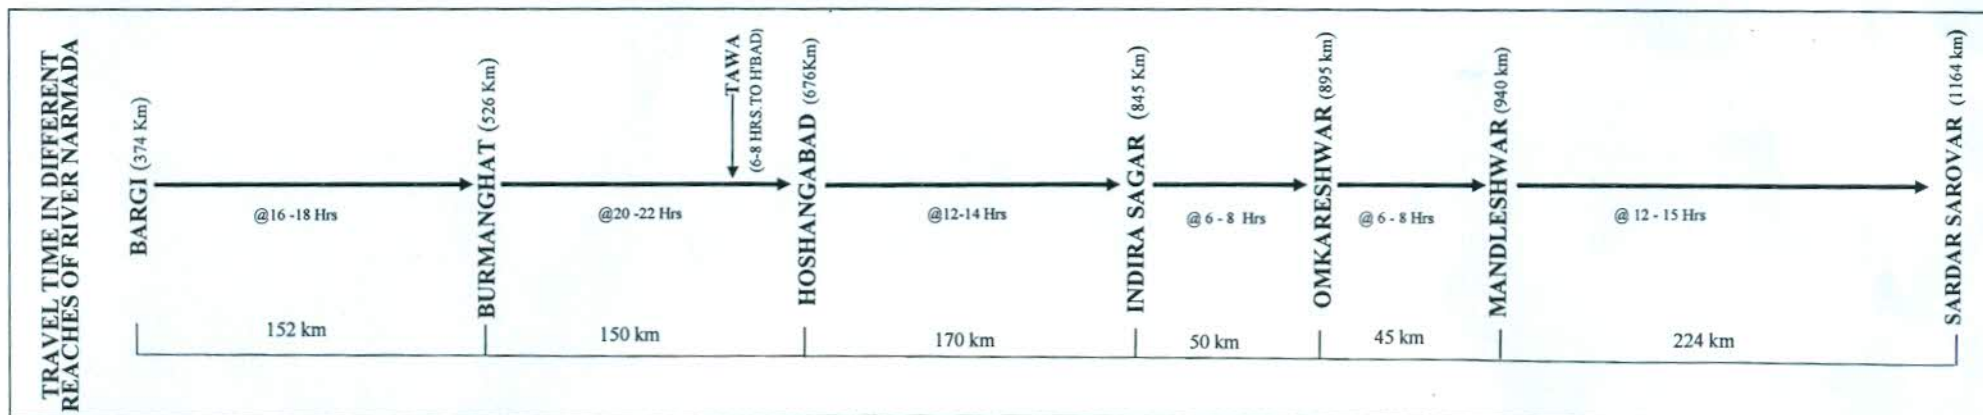 TRAVEL TIME IN DIFFERENT
REACHES OF RIVER NARMADA
BARGI (374 Km)
@16 -18 Hrs
BURMANGHAT (526 Km)
@20 -22 Hrs
TAWA
(6-8 HRS.TO H'BAD)
HOSHANGABAD (676Km)
@12-14 Hrs
INDIRA SAGAR (845 Km)
@ 6 - 8 Hrs
OMKARESHWAR (895 km)
@ 6 - 8 Hrs
MANDLESHWAR (940 km)
@ 12 - 15 Hrs
SARDAR SAROVAR (1164 km)
152 km
150 km
170 km
50 km
45 km
224 km